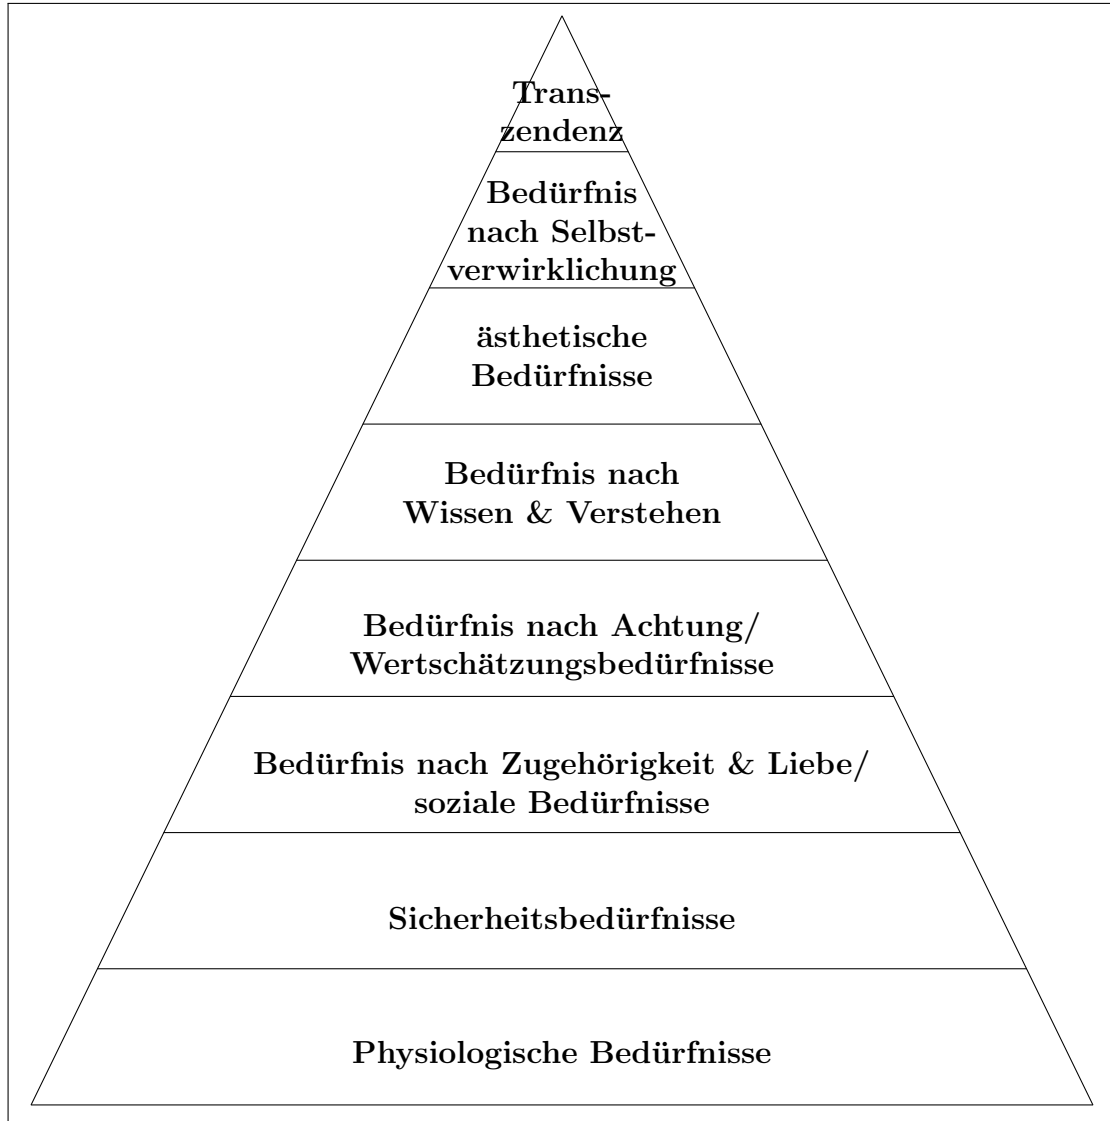 Trans-
zendenz
Bedürfnis
nach Selbst-
verwirklichung
ästhetische
Bedürfnisse
Bedürfnis nach
Wissen & Verstehen
Bedürfnis nach Achtung/
Wertschätzungsbedürfnisse
Bedürfnis nach Zugehörigkeit & Liebe/
soziale Bedürfnisse
Sicherheitsbedürfnisse
Physiologische Bedürfnisse